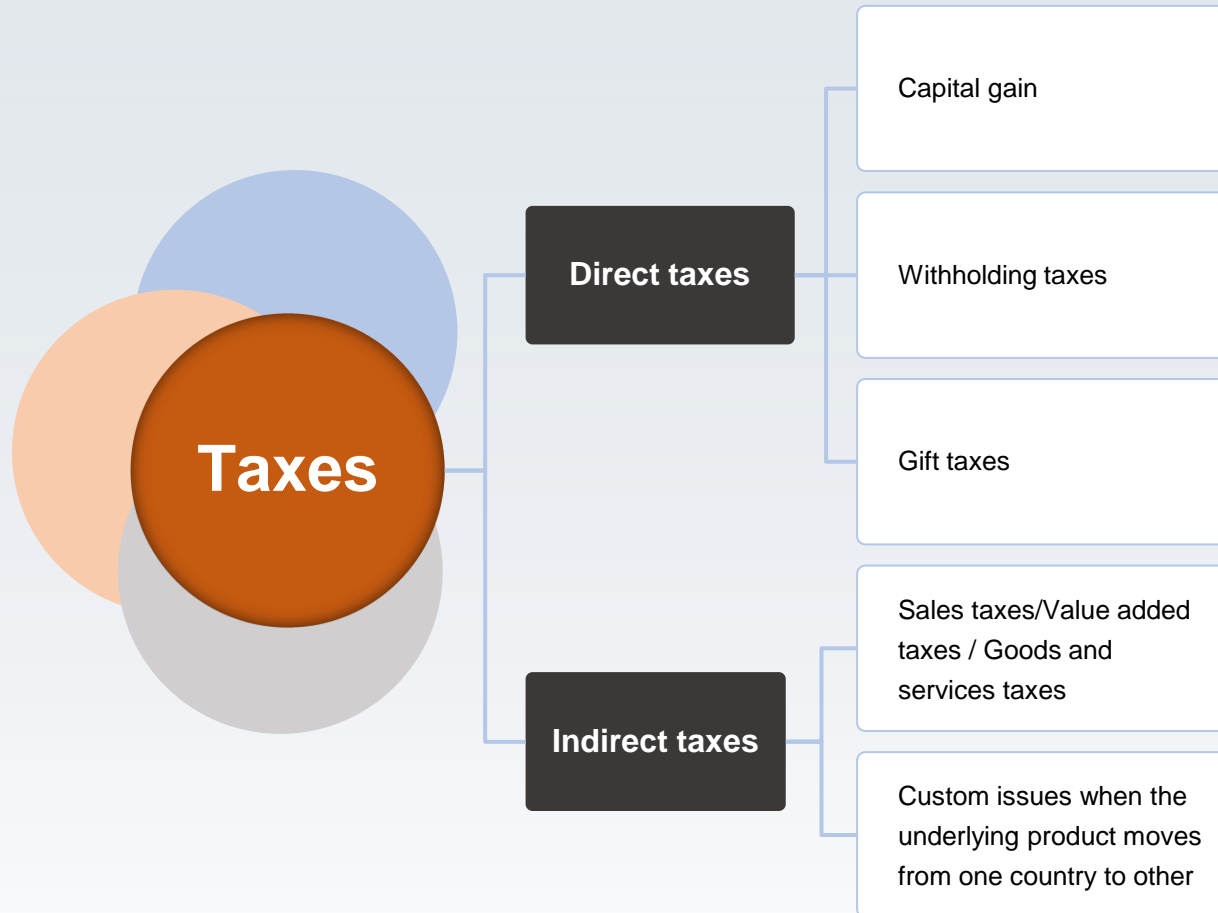 Taxes
Direct taxes
Capital gain
Withholding taxes
Gift taxes
Indirect taxes
Sales taxes/Value added
taxes / Goods and
services taxes
Custom issues when the
underlying product moves
from one country to other